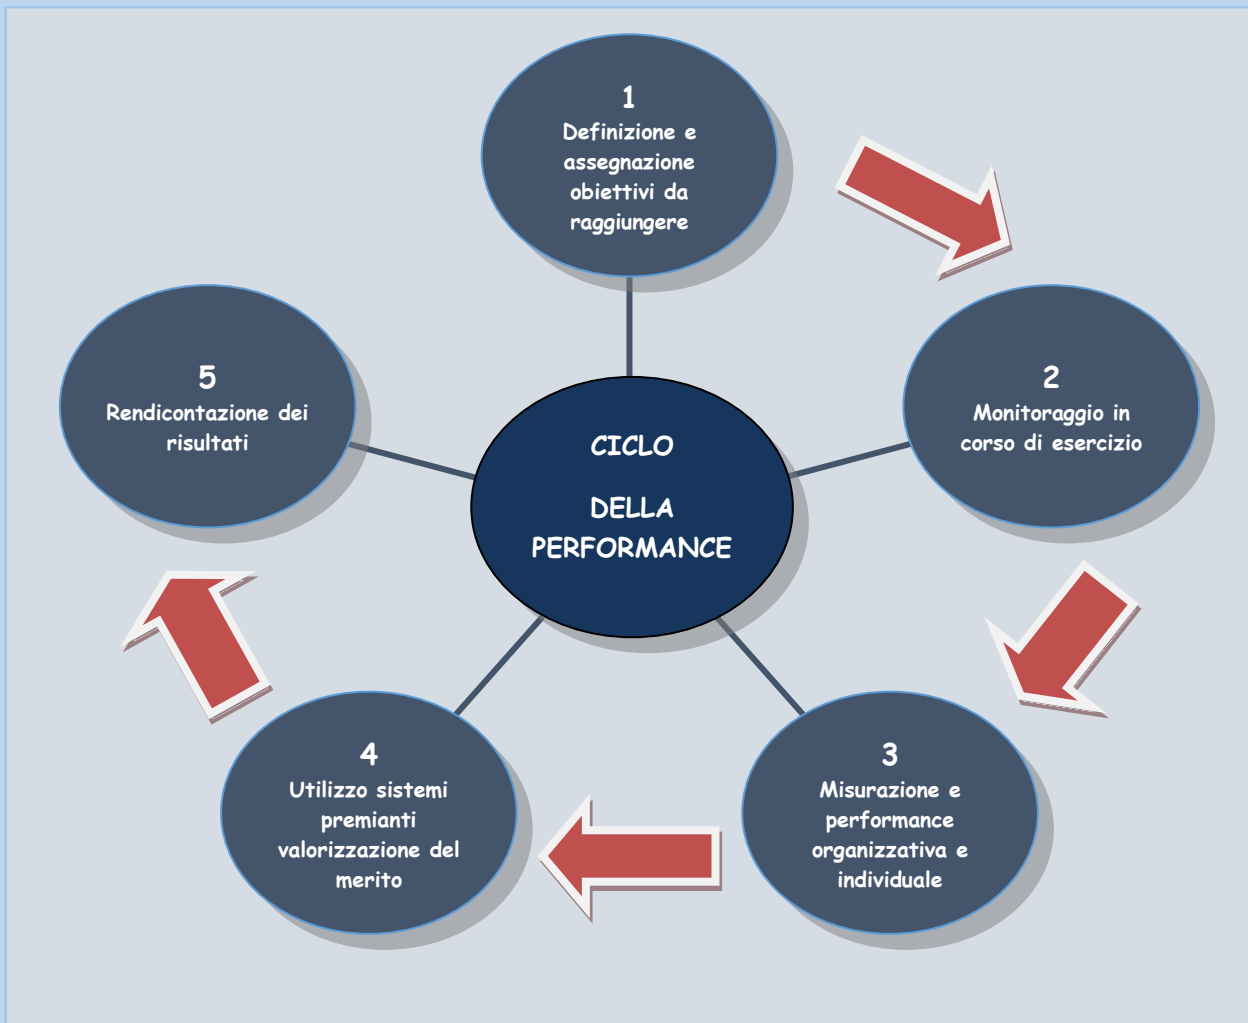 1
Definizione e
assegnazione
obiettivi da
raggiungere
2
Monitoraggio in
corso di esercizio
3
Misurazione e
performance
organizzativa e
individuale
4
Utilizzo sistemi
premianti
valorizzazione del
merito
5
Rendicontazione dei
risultati
CICLO
DELLA
PERFORMANCE